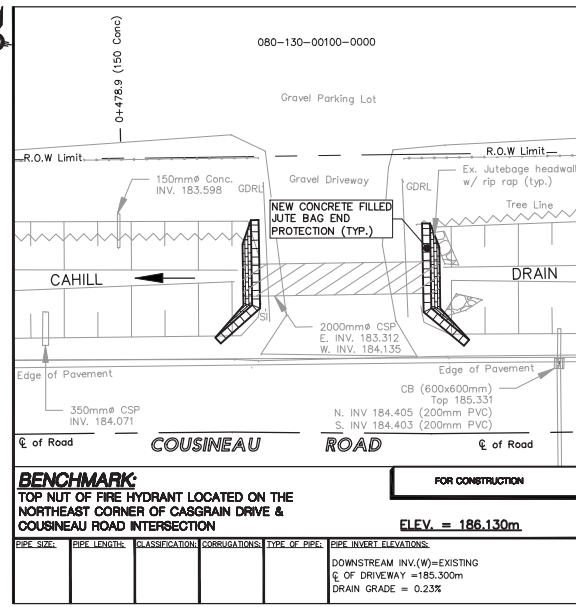 080-130-00100-0000
0+478.9 (150 Conc)
Gravel Parking Lot
R.O.W Limit
R.O.W Limit
150mmø Conc.
INV. 183.598
GDRL
Gravel Driveway
GDRL
Ex. Jutebage headwall
w/ rip rap (typ.)
NEW CONCRETE FILLED
JUTE BAG END
PROTECTION (TYP.)
Tree Line
CAHILL
DRAIN
SI
2000mmø CSP
E. INV. 183.312
W. INV. 184.135
Edge of Pavement
Edge of Pavement
CB (600x600mm)
Top 185.331
N. INV 184.405 (200mm PVC)
S. INV 184.403 (200mm PVC)
350mmø CSP
INV. 184.071
℄ of Road
COUSINEAU ROAD
℄ of Road
BENCHMARK:
TOP NUT OF FIRE HYDRANT LOCATED ON THE
NORTHEAST CORNER OF CASGRAIN DRIVE &
COUSINEAU ROAD INTERSECTION
FOR CONSTRUCTION
ELEV. = 186.130m
PIPE SIZE: PIPE LENGTH: CLASSIFICATION: CORRUGATIONS: TYPE OF PIPE: PIPE INVERT ELEVATIONS:
DOWNSTREAM INV.(W)=EXISTING
℄ OF DRIVEWAY =185.300m
DRAIN GRADE = 0.23%